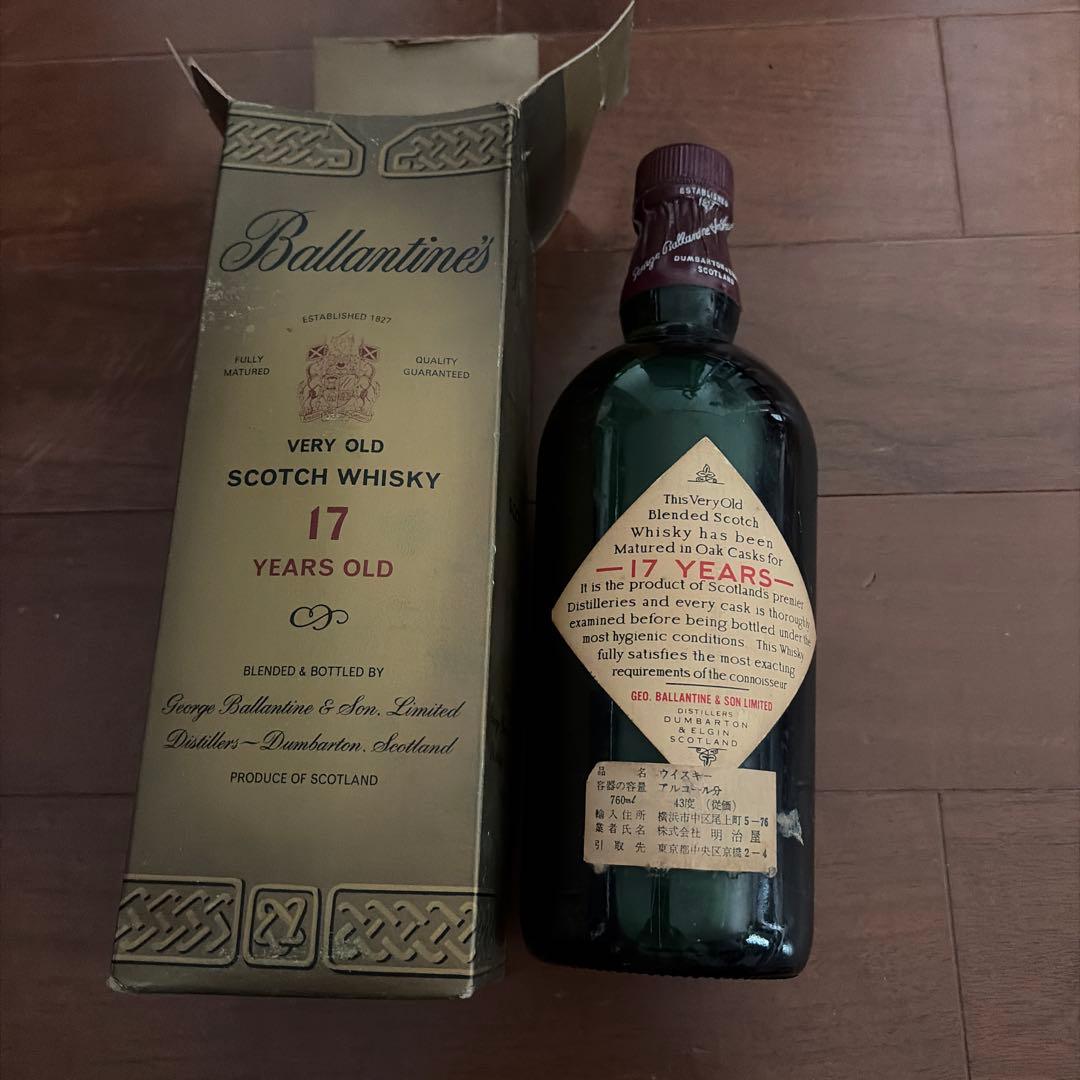 Ballantine's
ESTABLISHED 1827
FULLY
MATURED
QUALITY
GUARANTEED
VERY OLD
SCOTCH WHISKY
17
YEARS OLD
BLENDED & BOTTLED BY
George Ballantine & Son, Limited
Distillers~Dumbarton, Scotland
PRODUCE OF SCOTLAND
ESTABLISHED
George Ballantine & Son
DUMBARTON
SCOTLAND
This Very Old
Blended Scotch
Whisky has been
Matured in Oak Casks for
—17 YEARS—
It is the product of Scotland's premier
Distilleries and every cask is thoroughly
examined before being bottled under the
most hygienic conditions This Whisky
fully satisfies the most exacting
requirements of the connoisseur
GEO. BALLANTINE & SON LIMITED
DISTILLERS
DUMBARTON
& ELGIN
SCOTLAND
品名 ウイスキー
容器の容量 アルコール分
760ml 43度 (従価)
輸入住所 横浜市中区尾上町5-76
業者氏名 株式会社 明治屋
引取先 東京都中央区京橋2-4